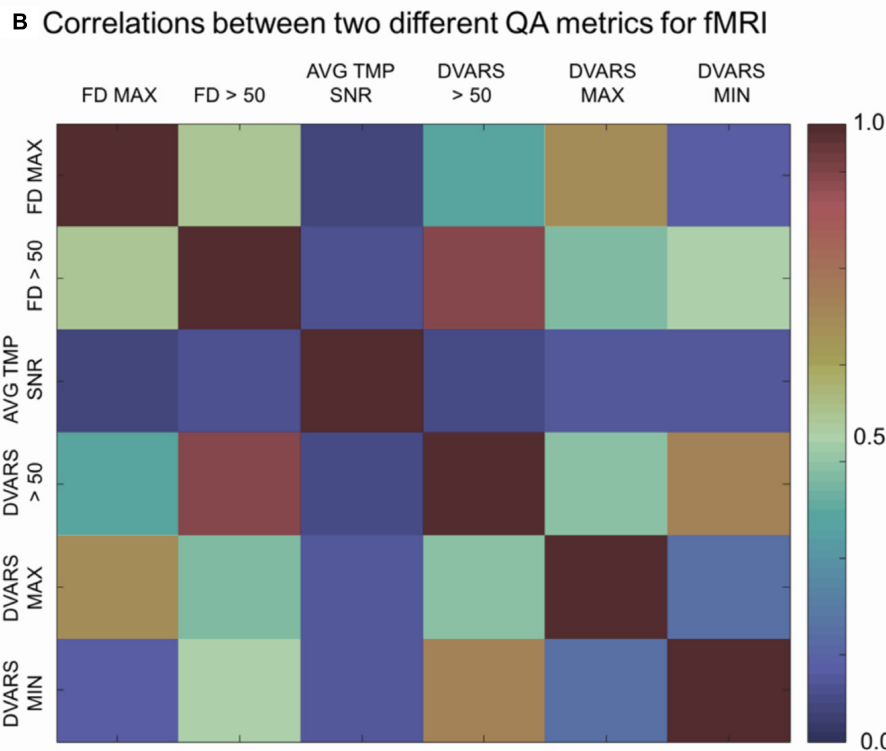 B Correlations between two different QA metrics for fMRI
FD MAX
FD > 50
AVG TMP
SNR
DVARS
> 50
DVARS
MAX
DVARS
MIN
FD MAX
FD > 50
AVG TMP
SNR
DVARS
> 50
DVARS
MAX
DVARS
MIN
1.0
0.5
0.0